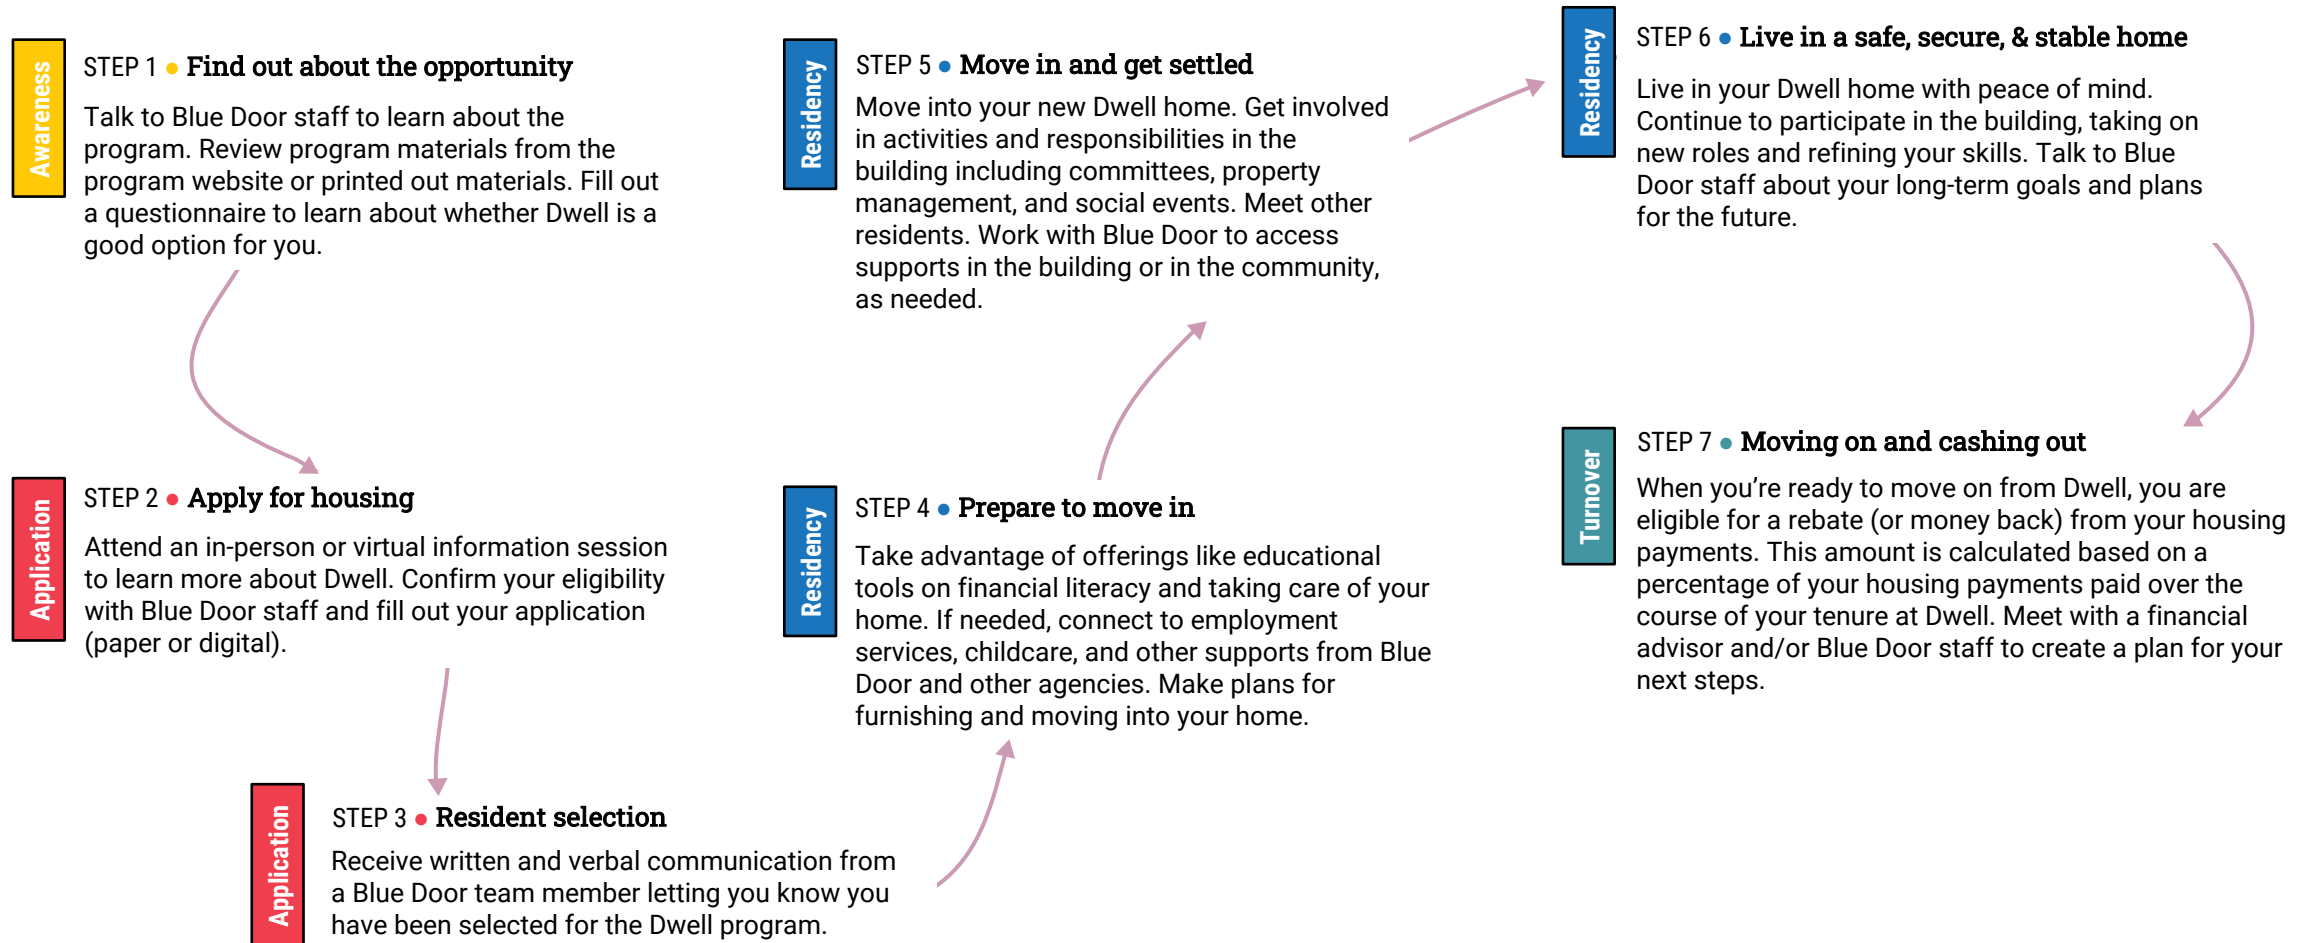 Awareness
STEP 1 ● Find out about the opportunity
Talk to Blue Door staff to learn about the
program. Review program materials from the
program website or printed out materials. Fill out
a questionnaire to learn about whether Dwell is a
good option for you.
Application
STEP 2 ● Apply for housing
Attend an in-person or virtual information session
to learn more about Dwell. Confirm your eligibility
with Blue Door staff and fill out your application
(paper or digital).
Application
STEP 3 ● Resident selection
Receive written and verbal communication from
a Blue Door team member letting you know you
have been selected for the Dwell program.
Residency
STEP 4 ● Prepare to move in
Take advantage of offerings like educational
tools on financial literacy and taking care of your
home. If needed, connect to employment
services, childcare, and other supports from Blue
Door and other agencies. Make plans for
furnishing and moving into your home.
Residency
STEP 5 ● Move in and get settled
Move into your new Dwell home. Get involved
in activities and responsibilities in the
building including committees, property
management, and social events. Meet other
residents. Work with Blue Door to access
supports in the building or in the community,
as needed.
Residency
STEP 6 ● Live in a safe, secure, & stable home
Live in your Dwell home with peace of mind.
Continue to participate in the building, taking on
new roles and refining your skills. Talk to Blue
Door staff about your long-term goals and plans
for the future.
Turnover
STEP 7 ● Moving on and cashing out
When you’re ready to move on from Dwell, you are
eligible for a rebate (or money back) from your housing
payments. This amount is calculated based on a
percentage of your housing payments paid over the
course of your tenure at Dwell. Meet with a financial
advisor and/or Blue Door staff to create a plan for your
next steps.